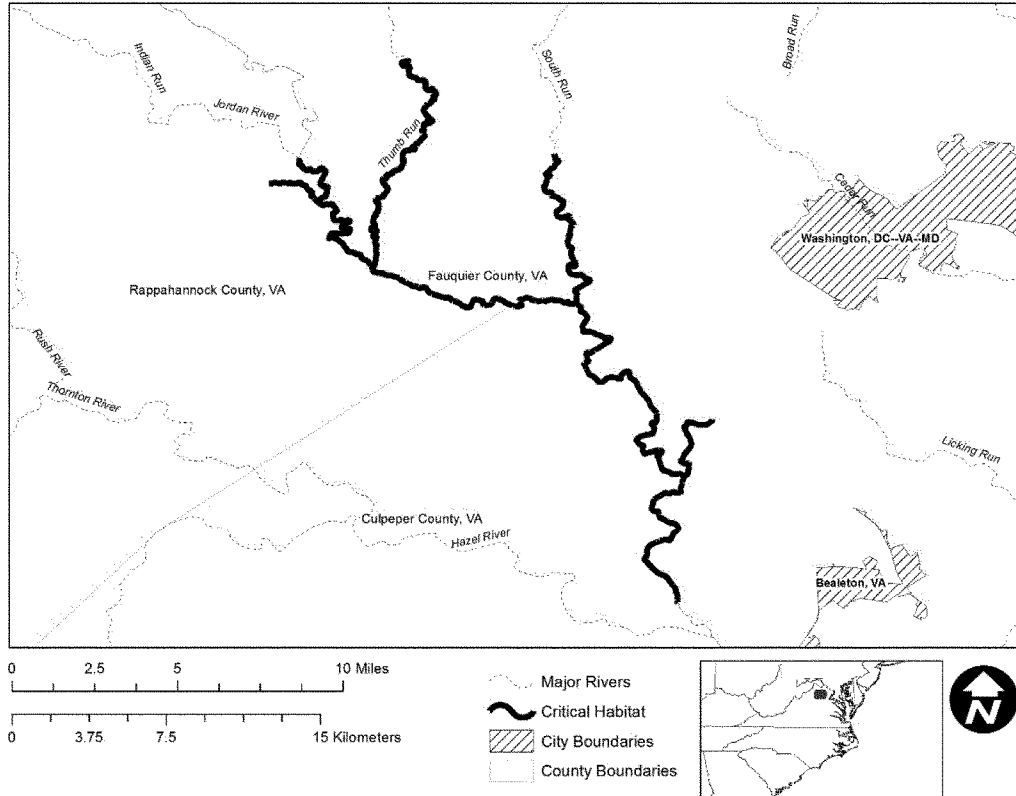 Indian Run
Jordan River
Thumb Run
South Run
Broad Run
Cedar Run
Washington, DC--VA--MD
Fauquier County, VA
Rappahannock County, VA
Rush River
Thornton River
Licking Run
Culpeper County, VA
Hazel River
Bealeton, VA
0 2.5 5 10 Miles
0 3.75 7.5 15 Kilometers
Major Rivers
Critical Habitat
City Boundaries
County Boundaries
N